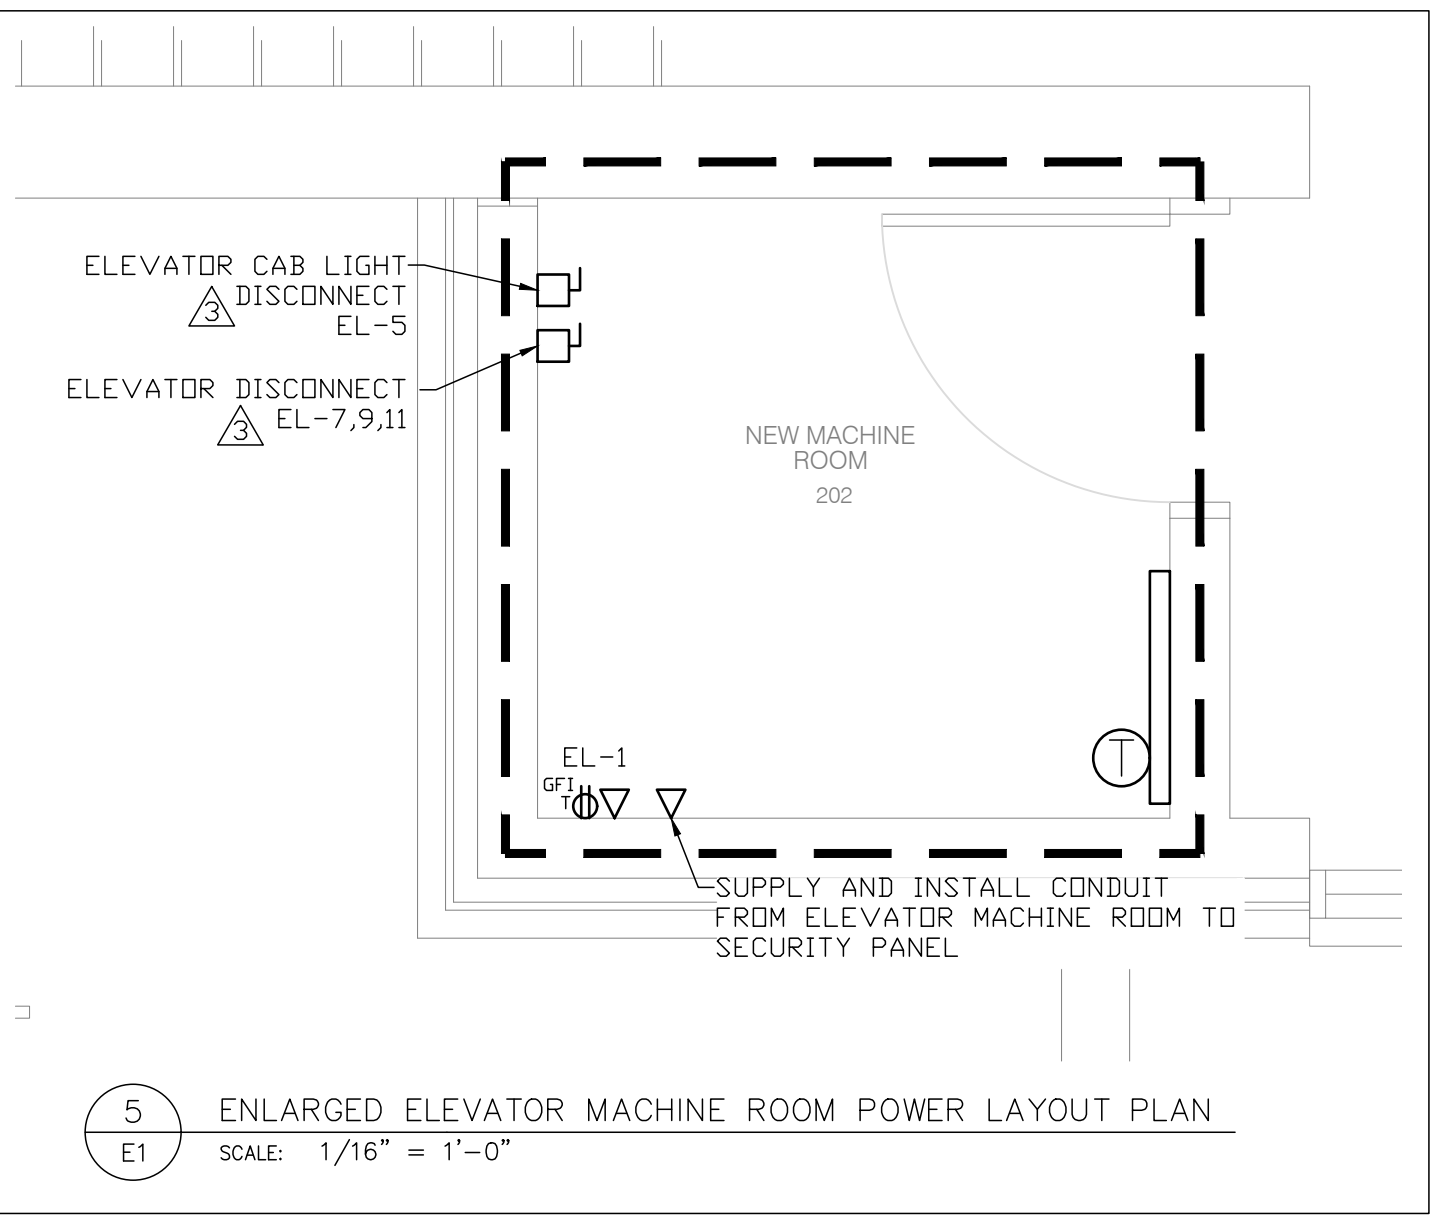 ELEVATOR CAB LIGHT
3 DISCONNECT
EL-5
ELEVATOR DISCONNECT
3 EL-7,9,11
NEW MACHINE
ROOM
202
EL-1
GFI
T
T
SUPPLY AND INSTALL CONDUIT
FROM ELEVATOR MACHINE ROOM TO
SECURITY PANEL
5
E1
ENLARGED ELEVATOR MACHINE ROOM POWER LAYOUT PLAN
SCALE: 1/16" = 1'-0"